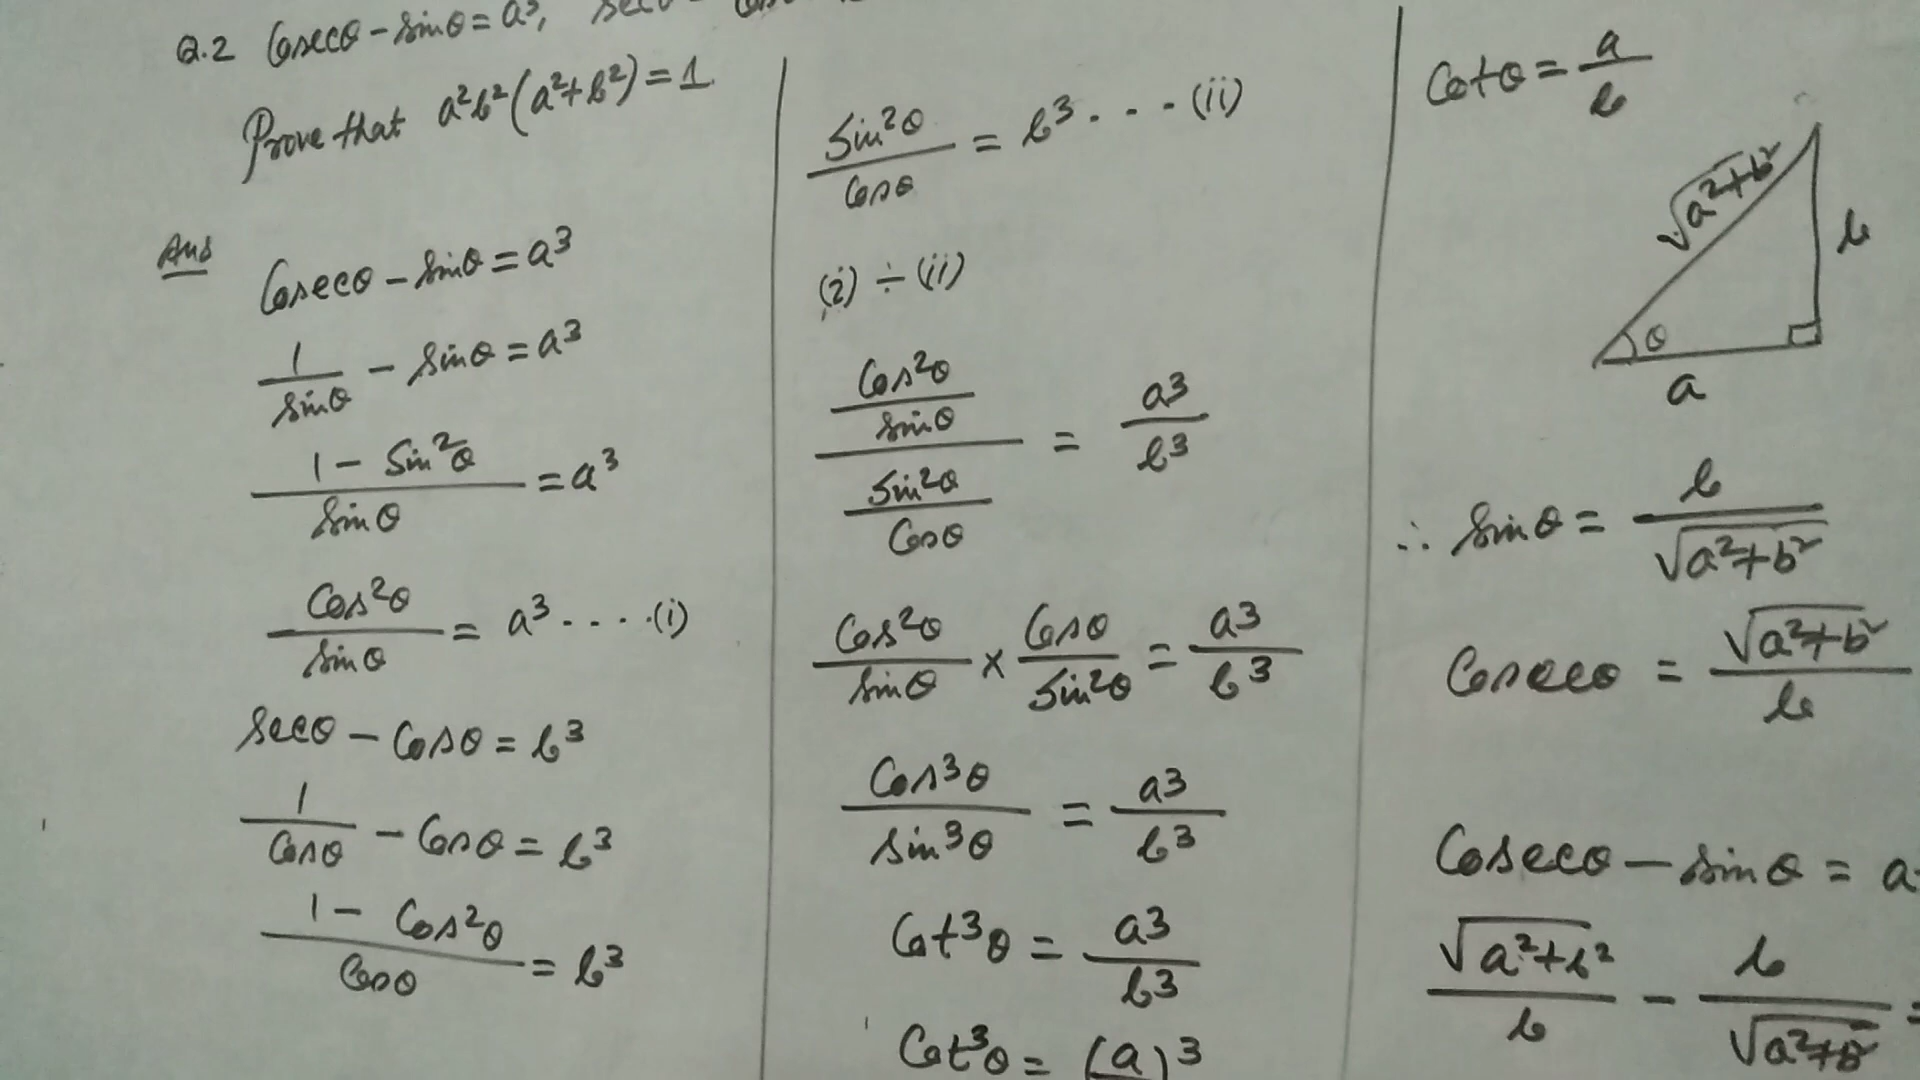 Q.2 Cosecθ - sinθ = a³,
Prove that a²b²(a²+b²) = 1
Ans
Cosecθ - sinθ = a³
1/sinθ - sinθ = a³
(1 - Sin²θ)/sinθ = a³
Cos²θ/sinθ = a³ . . . . (i)
secθ - Cosθ = b³
1/Cosθ - Cosθ = b³
(1 - Cos²θ)/Cosθ = b³
Sin²θ/Cosθ = b³ . . . . (ii)
(i) ÷ (ii)
(Cos²θ/sinθ)/(Sin²θ/Cosθ) = a³/b³
Cos²θ/sinθ × Cosθ/Sin²θ = a³/b³
Cos³θ/sin³θ = a³/b³
Cot³θ = a³/b³
Cot³θ = (a )³
Cotθ = a/b
√a²+b²
b
θ
a
∴ sinθ = b/√a²+b²
Cosecθ = √a²+b²/b
Cosecθ - sinθ = a
√a²+b²/b - b/√a²+b² =